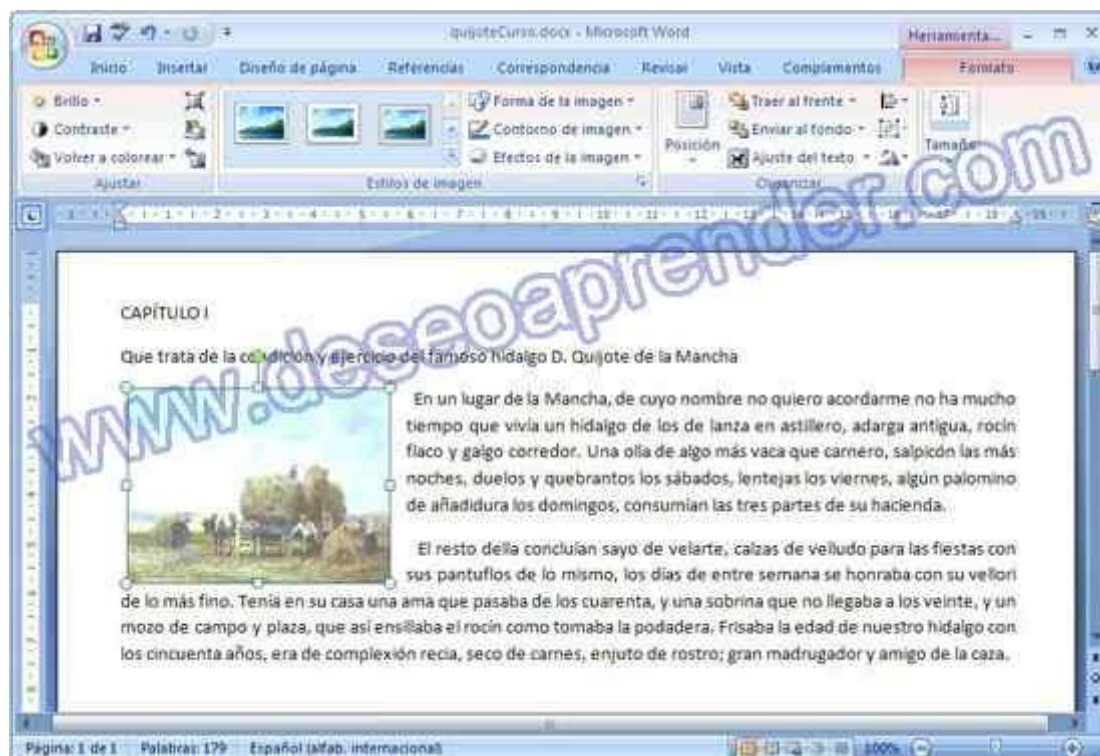 quijoteCurso.docx - Microsoft Word
Herramienta...
Inicio Insertar Diseño de página Referencias Correspondencia Revisar Vista Complementos Formato
Brillo
Contraste
Volver a colorear
Ajustar
Forma de la imagen
Contorno de imagen
Efectos de la imagen
Estilos de imagen
Posición
Traer al frente
Enviar al fondo
Ajuste del texto
Organizar
Tamaño
www.deseoaprender.com
CAPÍTULO I
Que trata de la condición y ejercicio del famoso hidalgo D. Quijote de la Mancha
En un lugar de la Mancha, de cuyo nombre no quiero acordarme no ha mucho
tiempo que vivía un hidalgo de los de lanza en astillero, adarga antigua, rocín
flaco y galgo corredor. Una olla de algo más vaca que carnero, salpicón las más
noches, duelos y quebrantos los sábados, lentejas los viernes, algún palomino
de añadidura los domingos, consumían las tres partes de su hacienda.
El resto della concluían sayo de velarte, calzas de velludo para las fiestas con
sus pantuflos de lo mismo, los días de entre semana se honraba con su vellori
de lo más fino. Tenía en su casa una ama que pasaba de los cuarenta, y una sobrina que no llegaba a los veinte, y un
mozo de campo y plaza, que así ensillaba el rocín como tomaba la podadera. Frisaba la edad de nuestro hidalgo con
los cincuenta años, era de complexión recia, seco de carnes, enjuto de rostro; gran madrugador y amigo de la caza.
Página: 1 de 1 Palabras: 179 Español (alfab. internacional) 100%